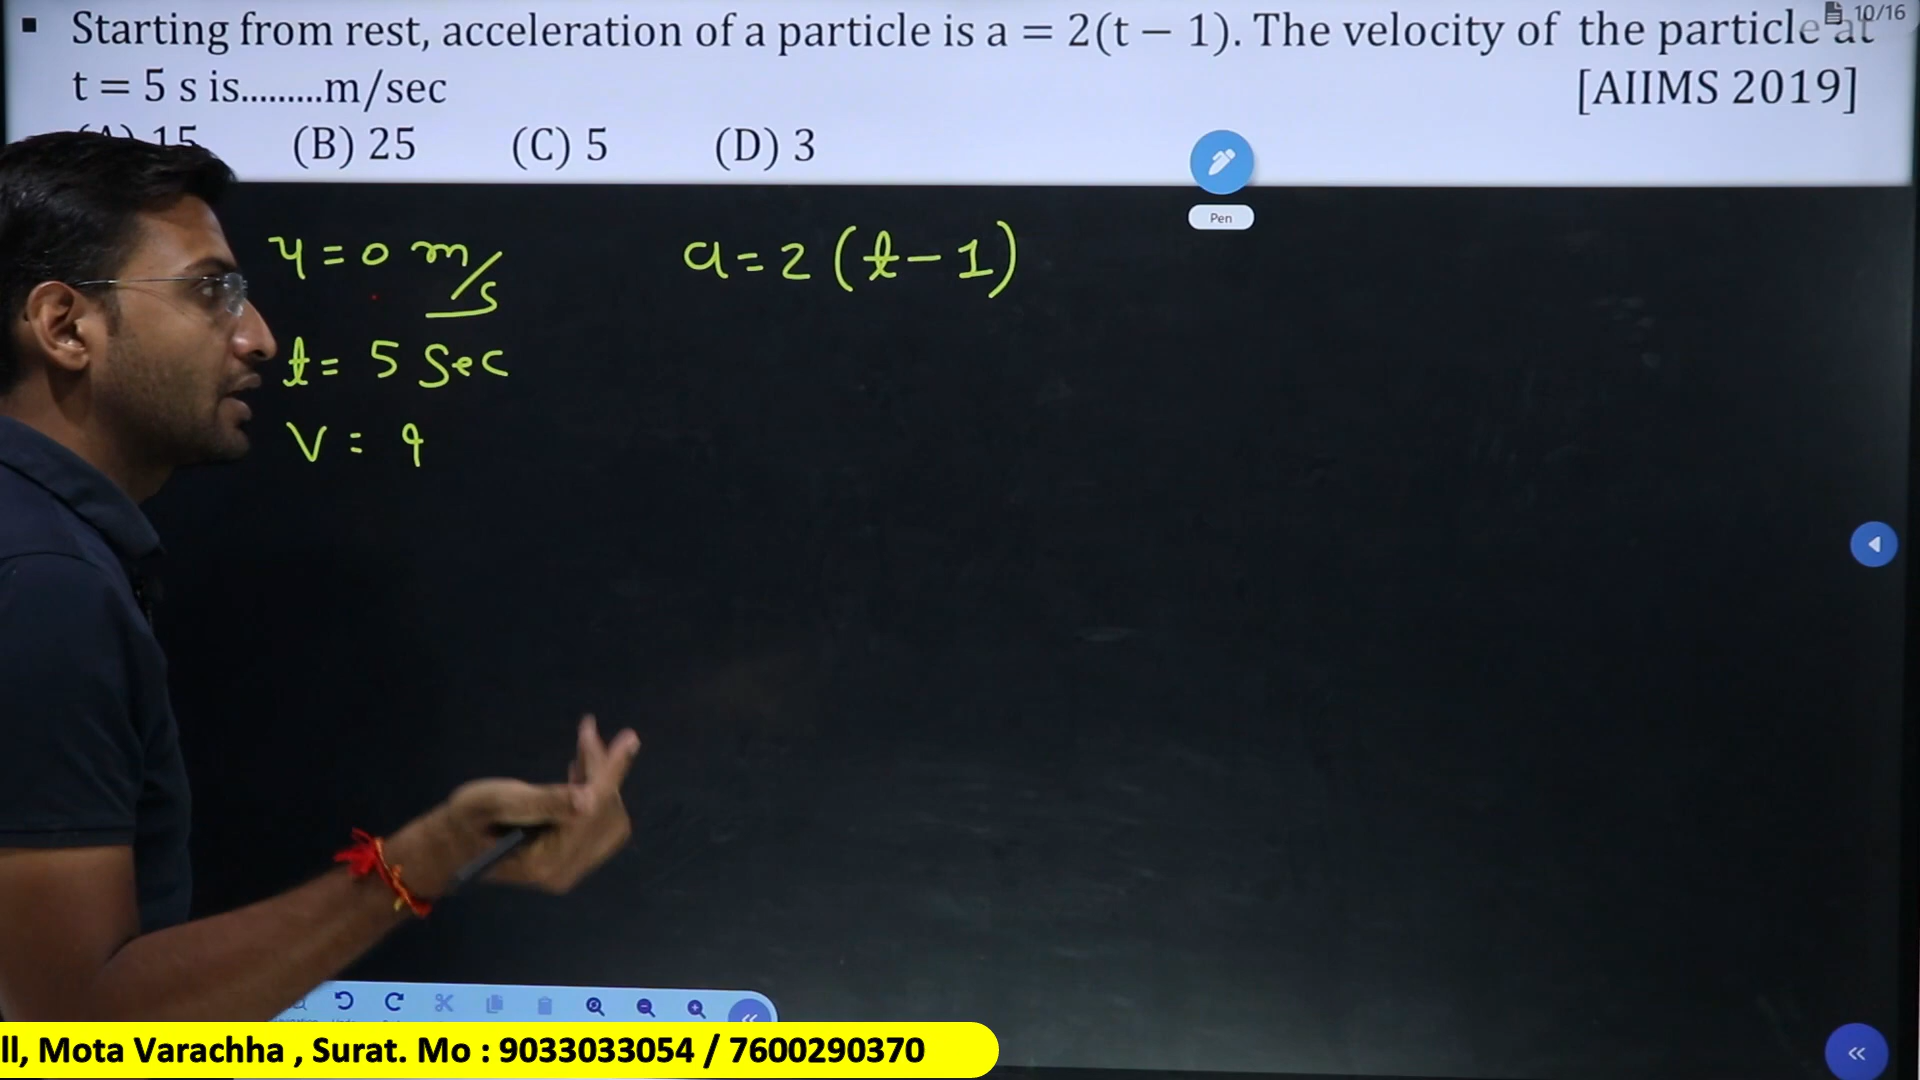 ▪ Starting from rest, acceleration of a particle is a = 2(t − 1). The velocity of the particle at
10/16
t = 5 s is.........m/sec [AIIMS 2019]
(A) 15 (B) 25 (C) 5 (D) 3
Pen
u = 0 m/s a = 2 (t - 1)
t = 5 Sec
V = ?
ll, Mota Varachha , Surat. Mo : 9033033054 / 7600290370